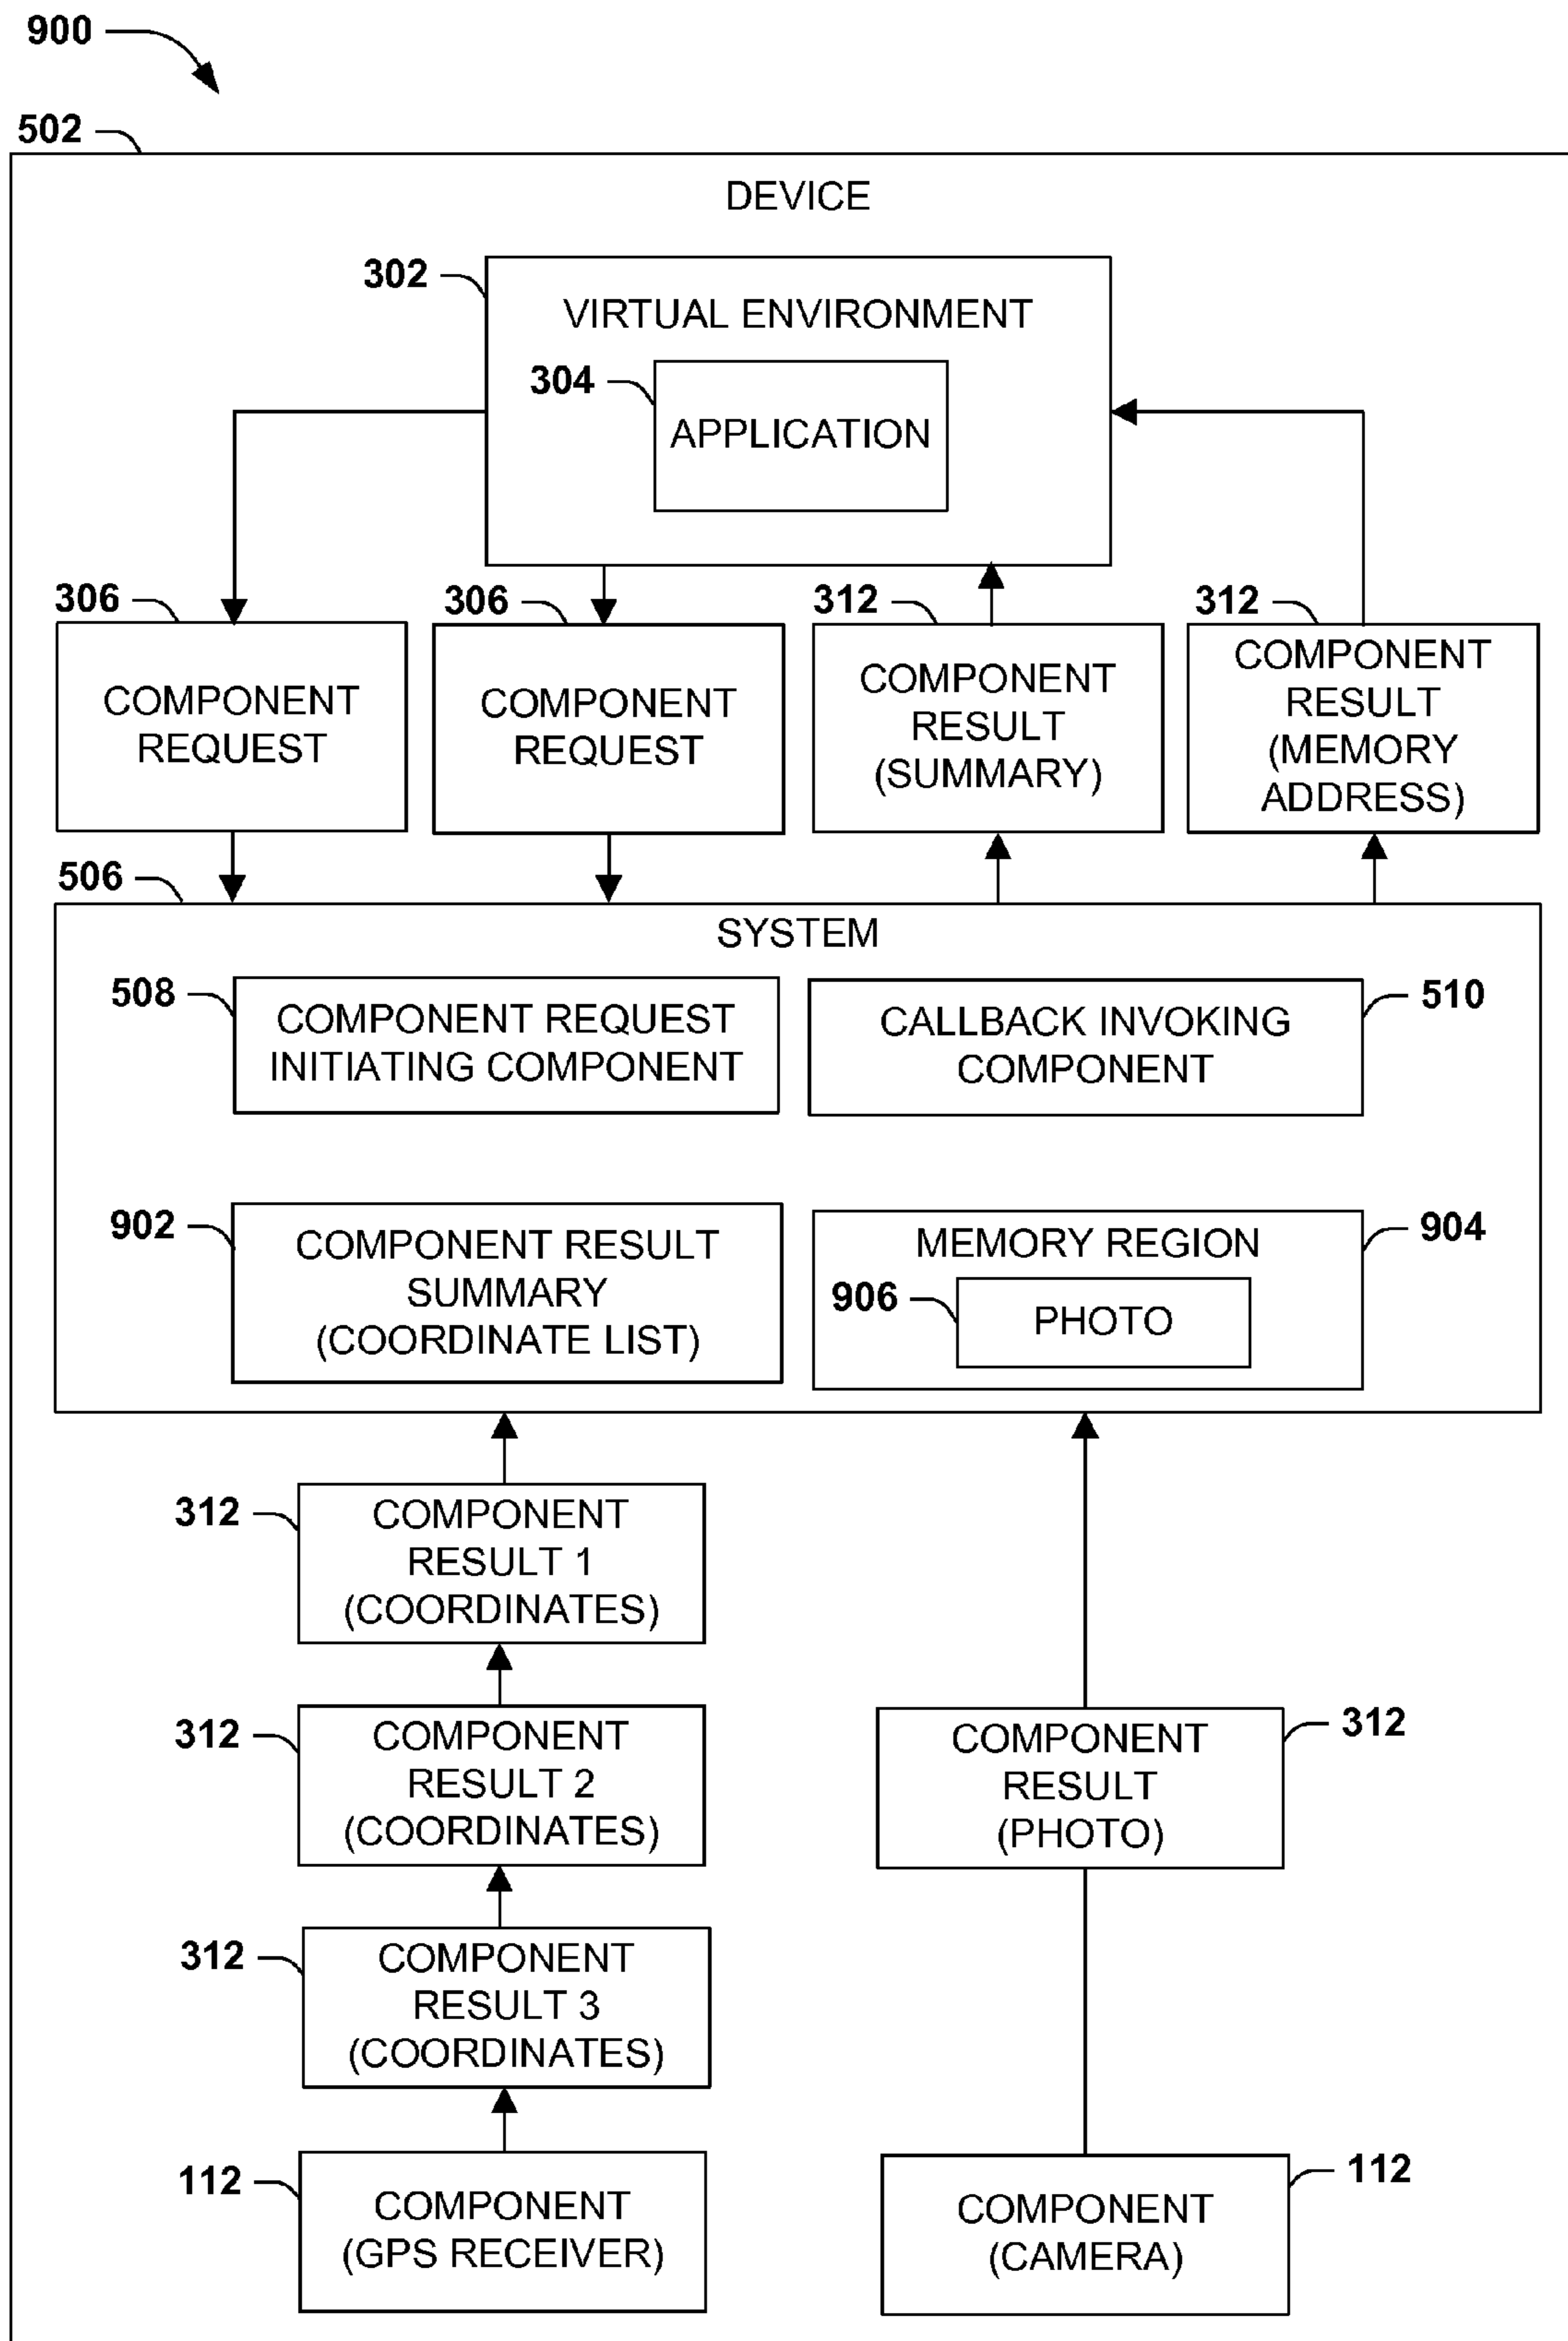 900
502
DEVICE
302
VIRTUAL ENVIRONMENT
304
APPLICATION
306
COMPONENT
REQUEST
306
COMPONENT
REQUEST
312
COMPONENT
RESULT
(SUMMARY)
312
COMPONENT
RESULT
(MEMORY
ADDRESS)
506
SYSTEM
508
COMPONENT REQUEST
INITIATING COMPONENT
CALLBACK INVOKING
COMPONENT
510
902
COMPONENT RESULT
SUMMARY
(COORDINATE LIST)
MEMORY REGION
904
906
PHOTO
312
COMPONENT
RESULT 1
(COORDINATES)
312
COMPONENT
RESULT 2
(COORDINATES)
COMPONENT
RESULT
(PHOTO)
312
312
COMPONENT
RESULT 3
(COORDINATES)
112
COMPONENT
(GPS RECEIVER)
COMPONENT
(CAMERA)
112